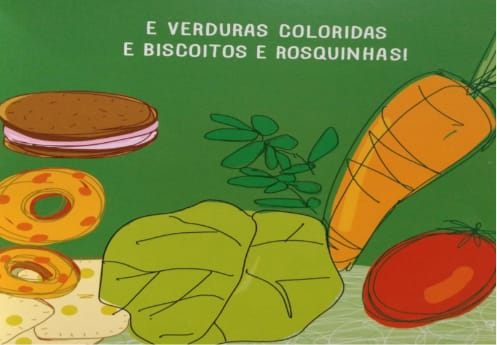 E VERDURAS COLORIDAS
E BISCOITOS E ROSQUINHAS!